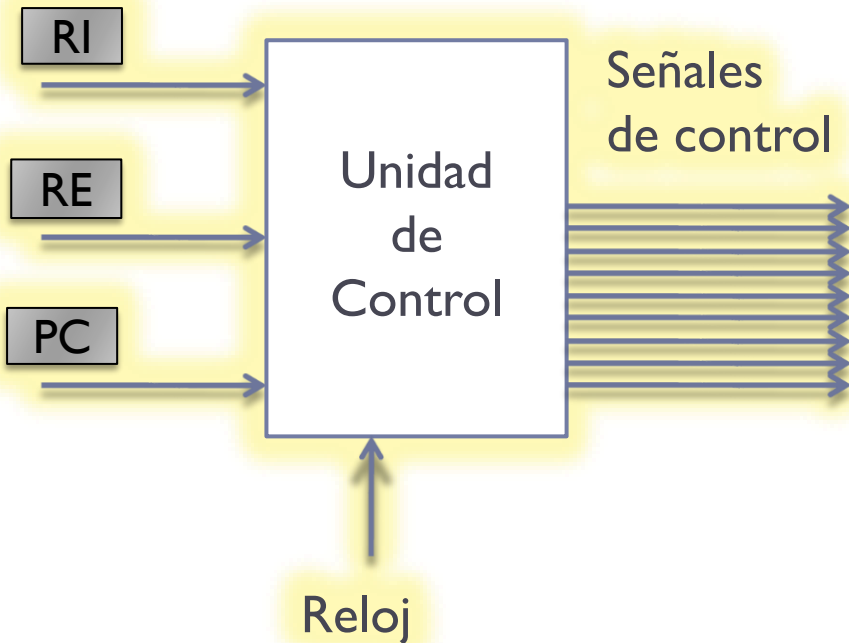 RI
RE
PC
Unidad
de
Control
Señales
de control
Reloj